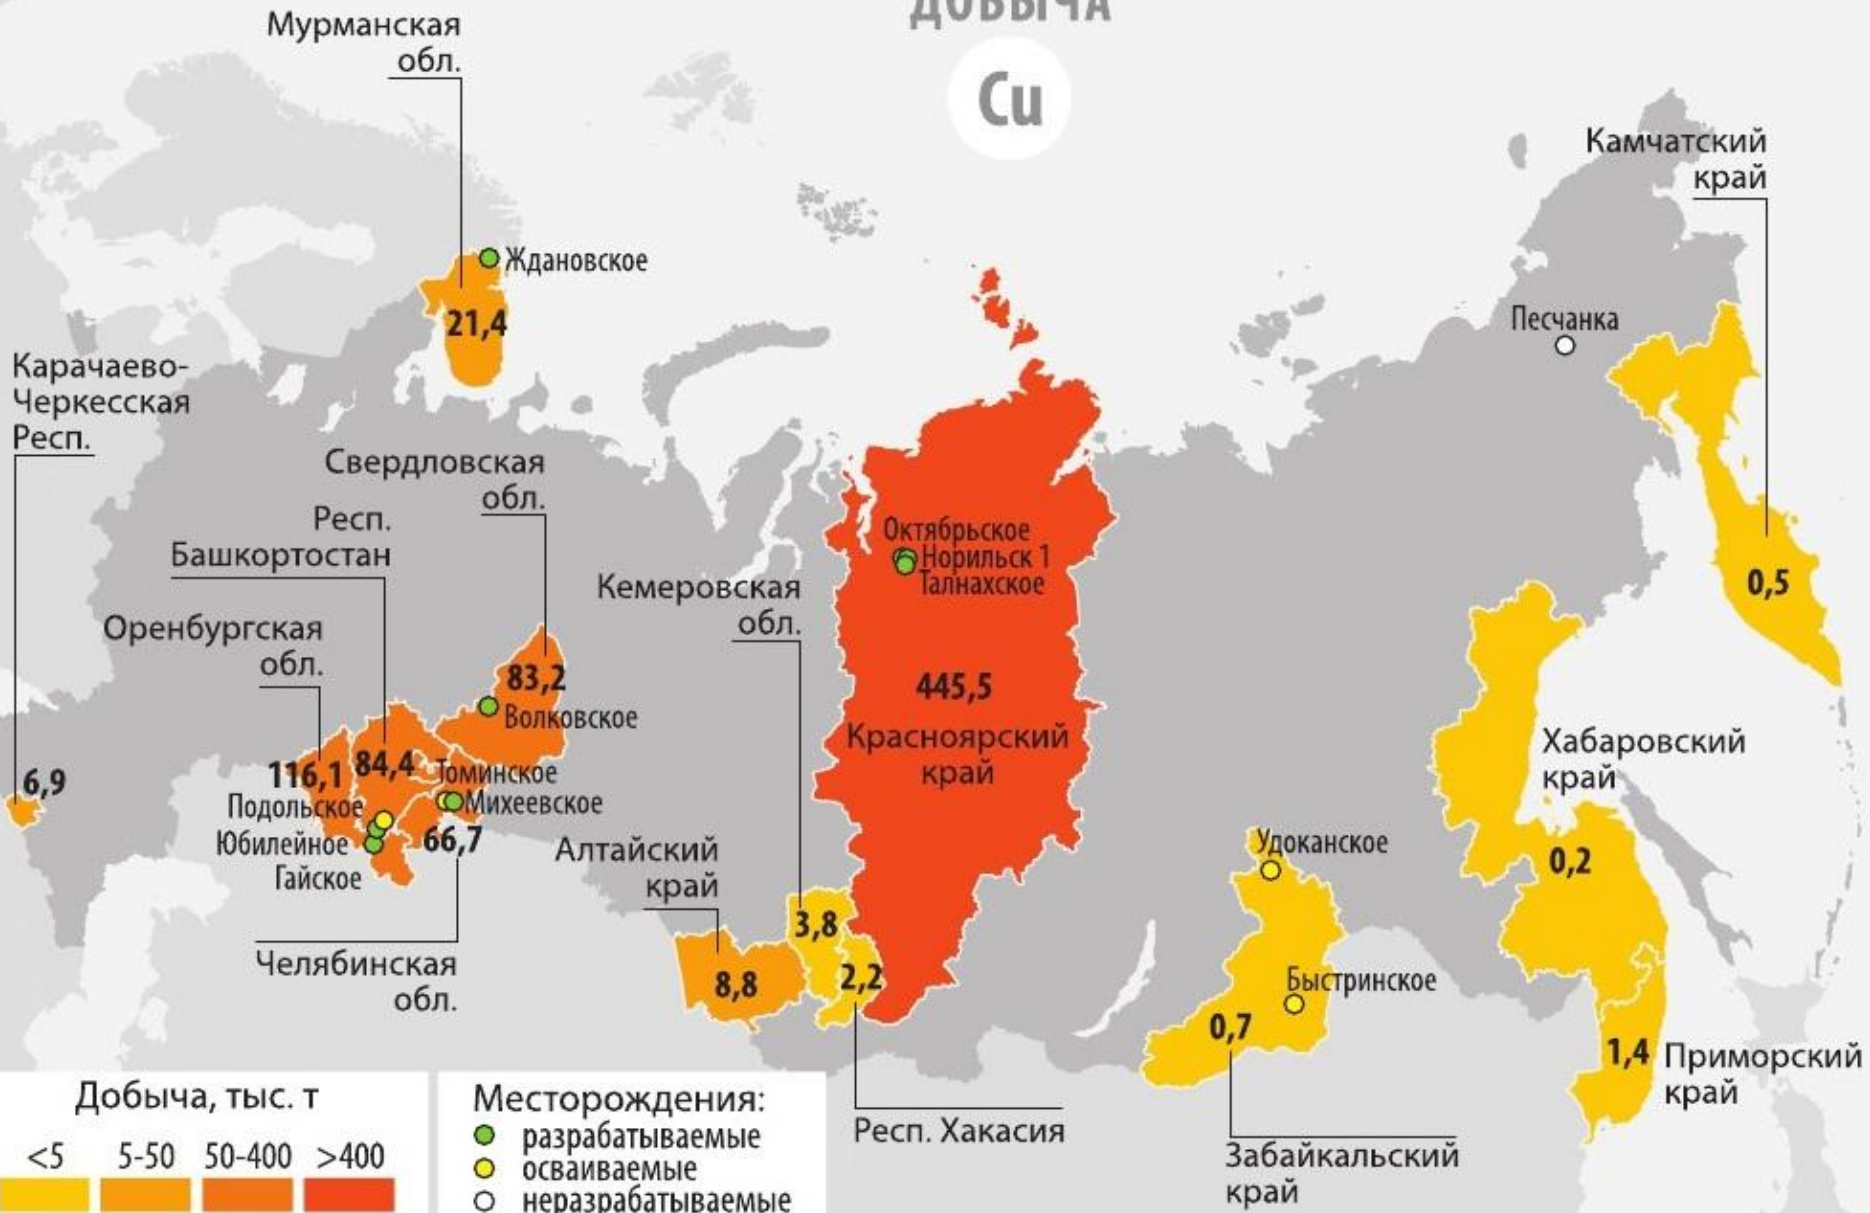 ДОБЫЧА
Cu
Мурманская
обл.
Ждановское
21,4
Камчатский
край
0,5
Песчанка
Карачаево-
Черкесская
Респ.
6,9
Свердловская
обл.
83,2
Волковское
Респ.
Башкортостан
84,4
Оренбургская
обл.
116,1
Томинское
Михеевское
Подольское
Юбилейное
Гайское
66,7
Челябинская
обл.
Кемеровская
обл.
3,8
Октябрьское
Норильск 1
Талнахское
445,5
Красноярский
край
Алтайский
край
8,8
2,2
Респ. Хакасия
Удоканское
Быстринское
0,7
Забайкальский
край
Хабаровский
край
0,2
1,4
Приморский
край
Добыча, тыс. т
<5 5-50 50-400 >400
Месторождения:
разрабатываемые
осваиваемые
неразрабатываемые